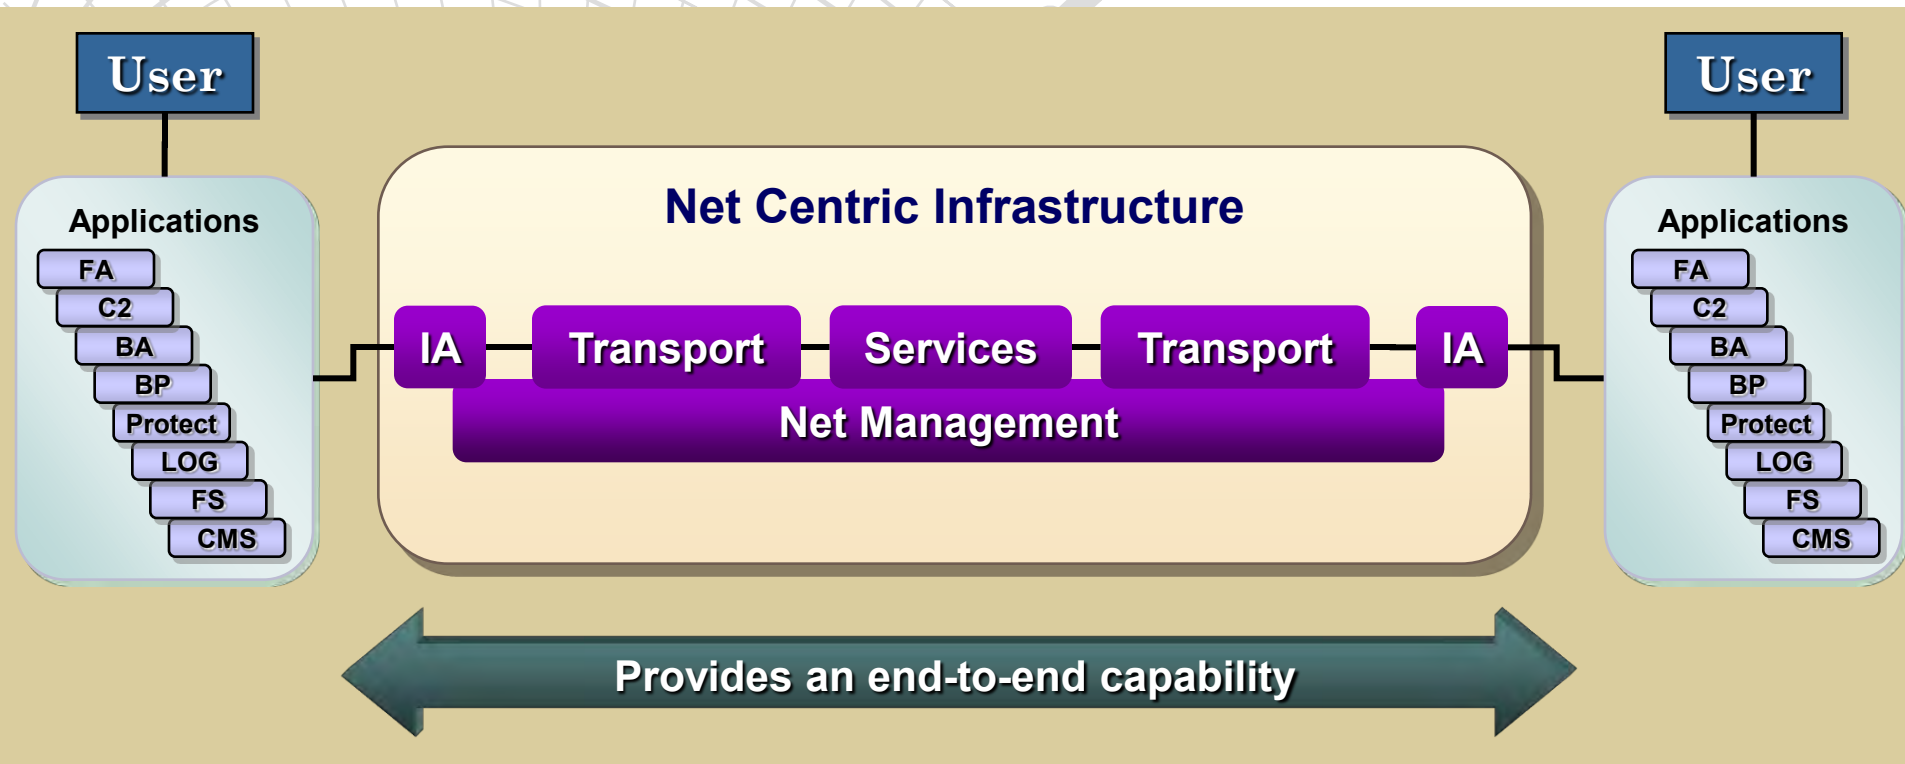 User
User
Applications
FA
C2
BA
BP
Protect
LOG
FS
CMS
Net Centric Infrastructure
IA
Transport
Services
Transport
IA
Net Management
Applications
FA
C2
BA
BP
Protect
LOG
FS
CMS
Provides an end-to-end capability